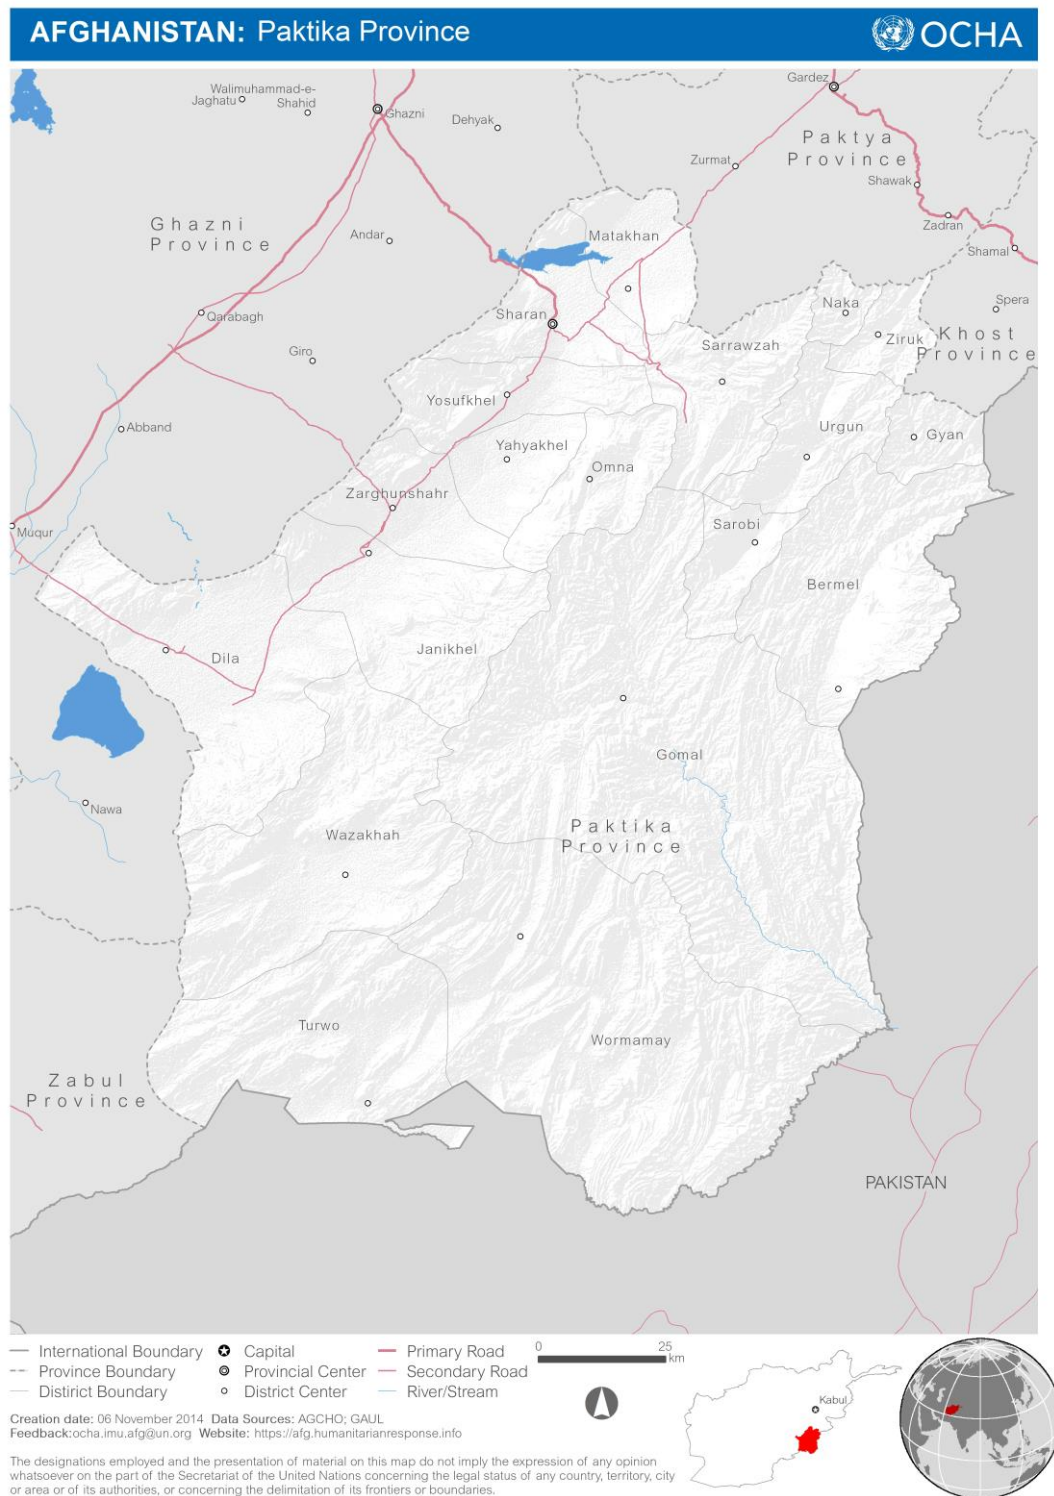 AFGHANISTAN: Paktika Province
OCHA
Gardez
Walimuhammad-e-
Shahid
Jaghatu
Ghazni
Dehyak
Paktya
Province
Zurmat
Shawak
Zadran
Shamal
Ghazni
Province
Andar
Matakhan
Naka
Spera
Qarabagh
Sharan
Ziruk
Khost
Province
Giro
Sarrawzah
Yosufkhel
Abband
Urgun
Gyan
Yahyakhel
Omna
Zarghunshahr
Sarobi
Muqur
Bermel
Janikhel
Dila
Gomal
Nawa
Wazakhah
Paktika
Province
Turwo
Wormamay
Zabul
Province
PAKISTAN
International Boundary
Province Boundary
Distirict Boundary
Capital
Provincial Center
District Center
Primary Road
Secondary Road
River/Stream
0 25
km
Kabul
Creation date: 06 November 2014 Data Sources: AGCHO; GAUL
Feedback:ocha.imu.afg@un.org Website: https://afg.humanitarianresponse.info
The designations employed and the presentation of material on this map do not imply the expression of any opinion
whatsoever on the part of the Secretariat of the United Nations concerning the legal status of any country, territory, city
or area or of its authorities, or concerning the delimitation of its frontiers or boundaries.